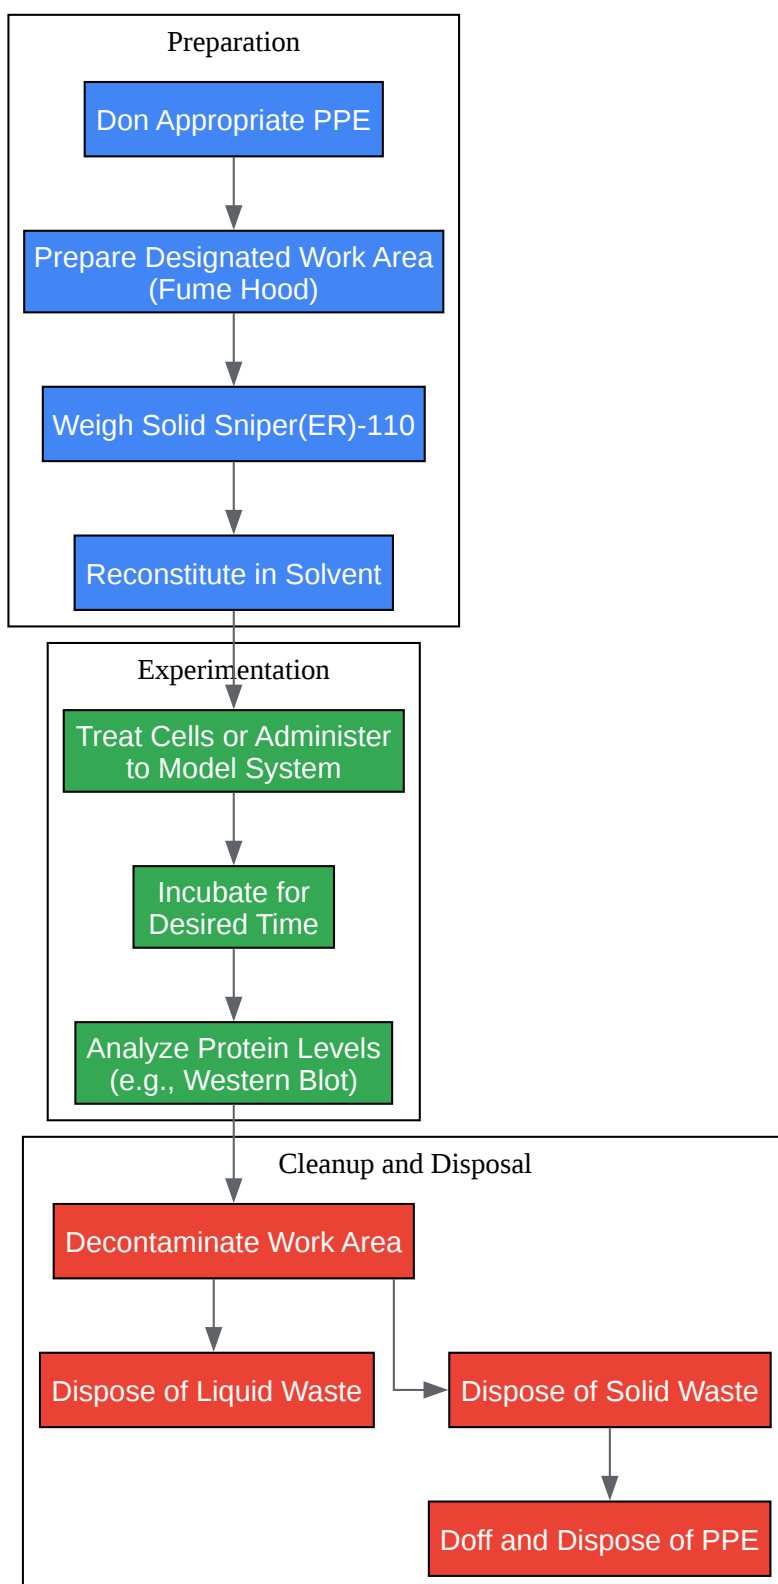 Preparation
Don Appropriate PPE
Prepare Designated Work Area
(Fume Hood)
Weigh Solid Sniper(ER)-110
Reconstitute in Solvent
Experimentation
Treat Cells or Administer
to Model System
Incubate for
Desired Time
Analyze Protein Levels
(e.g., Western Blot)
Cleanup and Disposal
Decontaminate Work Area
Dispose of Liquid Waste
Dispose of Solid Waste
Doff and Dispose of PPE